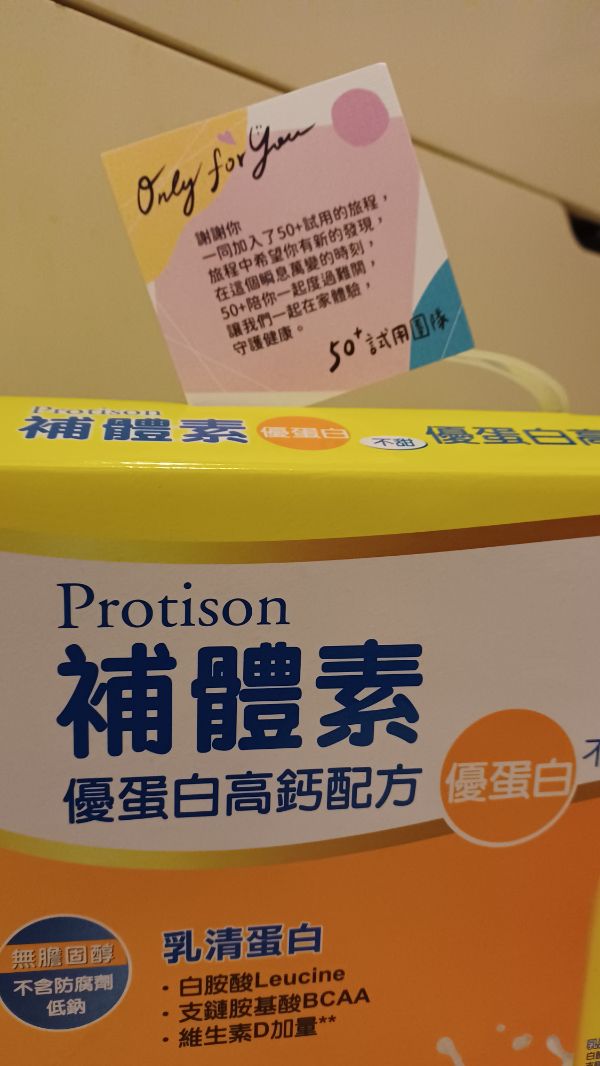 Only for You
謝謝你
一同加入了50+試用的旅程，
旅程中希望你有新的發現，
在這個瞬息萬變的時刻，
50+陪你一起度過難關，
讓我們一起在家體驗，
守護健康。
50+試用團隊
Protison
補體素 優蛋白 不甜 優蛋白高
Protison
補體素
優蛋白高鈣配方
優蛋白
不
無膽固醇
不含防腐劑
低鈉
乳清蛋白
·白胺酸Leucine
·支鏈胺基酸BCAA
·維生素D加量**